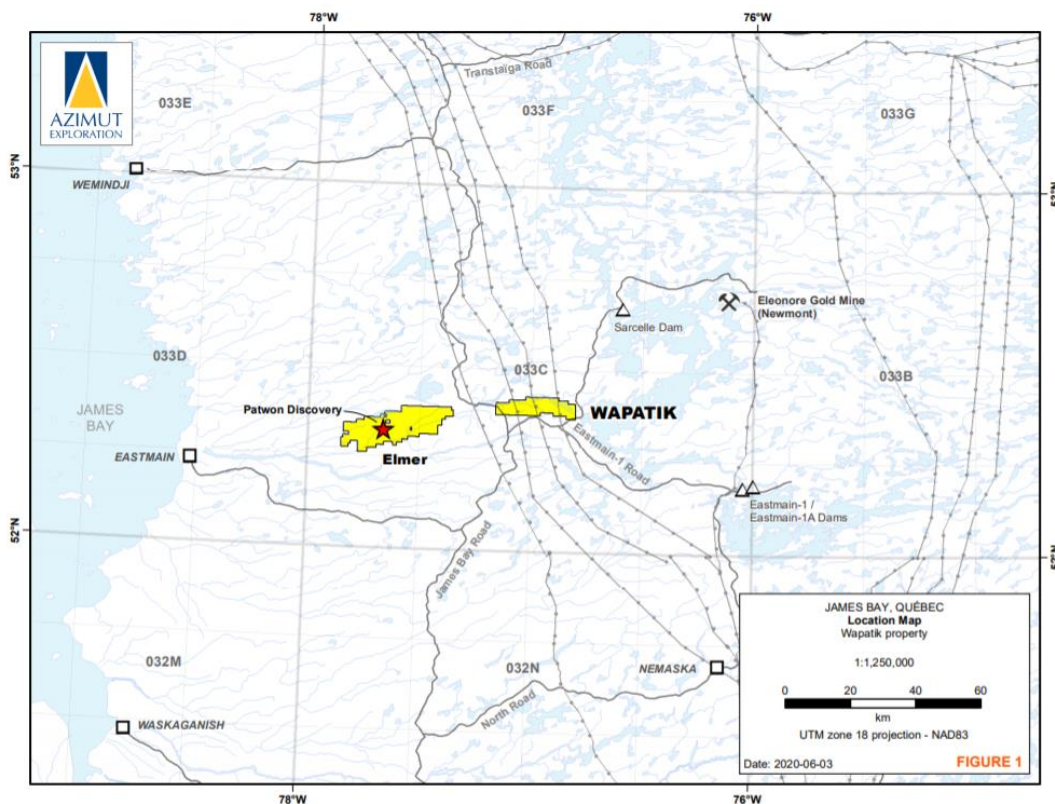 78°W
76°W
AZIMUT
EXPLORATION
033E
033F
033G
Transtaïga Road
53°N
53°N
WEMINDJI
Eleonore Gold Mine
(Newmont)
Sarcelle Dam
033D
033C
033B
JAMES
BAY
Patwon Discovery
WAPATIK
Elmer
EASTMAIN
Eastmain-1 Road
Eastmain-1 /
Eastmain-1A Dams
52°N
52°N
James Bay Road
032M
032N
NEMASKA
North Road
WASKAGANISH
JAMES BAY, QUÉBEC
Location Map
Wapatik property
1:1,250,000
0 20 40 60
km
UTM zone 18 projection - NAD83
Date: 2020-06-03
FIGURE 1
78°W
76°W